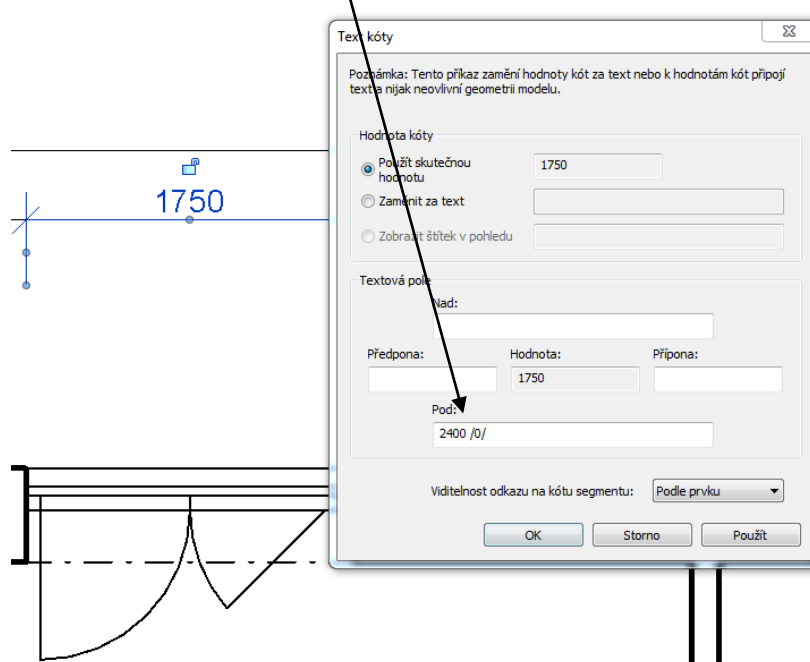 Text kóty
Poznámka: Tento příkaz zamění hodnoty kót za text nebo k hodnotám kót připojí
text a nijak neovlivní geometrii modelu.
Hodnota kóty
Použít skutečnou
hodnotu
1750
Zaměnit za text
Zobrazit štítek v pohledu
1750
Textová pole
Nad:
Předpona:
Hodnota:
Přípona:
1750
Pod:
2400 /0/
Viditelnost odkazu na kótu segmentu:
Podle prvku
OK
Storno
Použít